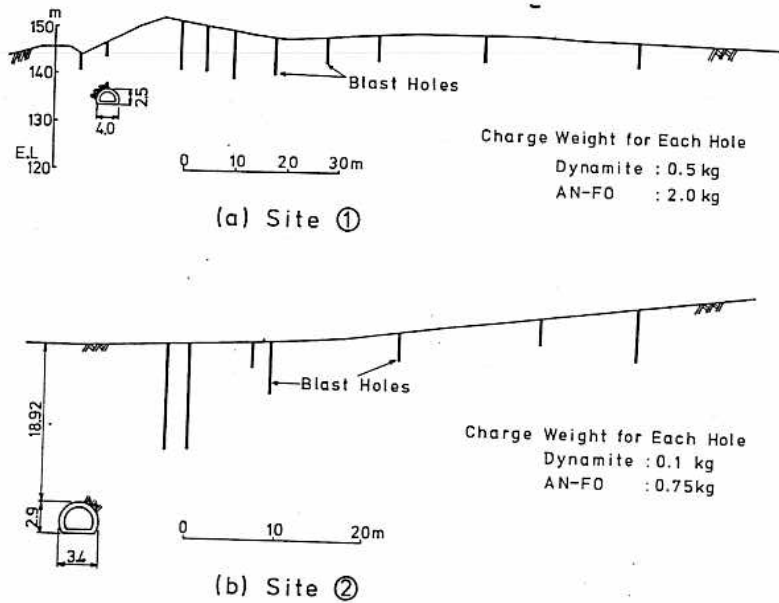 m
150
140
130
E.L
120
2.5
4.0
Blast Holes
0 10 20 30m
Charge Weight for Each Hole
Dynamite : 0.5 kg
AN-FO : 2.0 kg
(a) Site ①
18.92
2.9
3.4
Blast Holes
0 10 20m
Charge Weight for Each Hole
Dynamite : 0.1 kg
AN-FO : 0.75kg
(b) Site ②